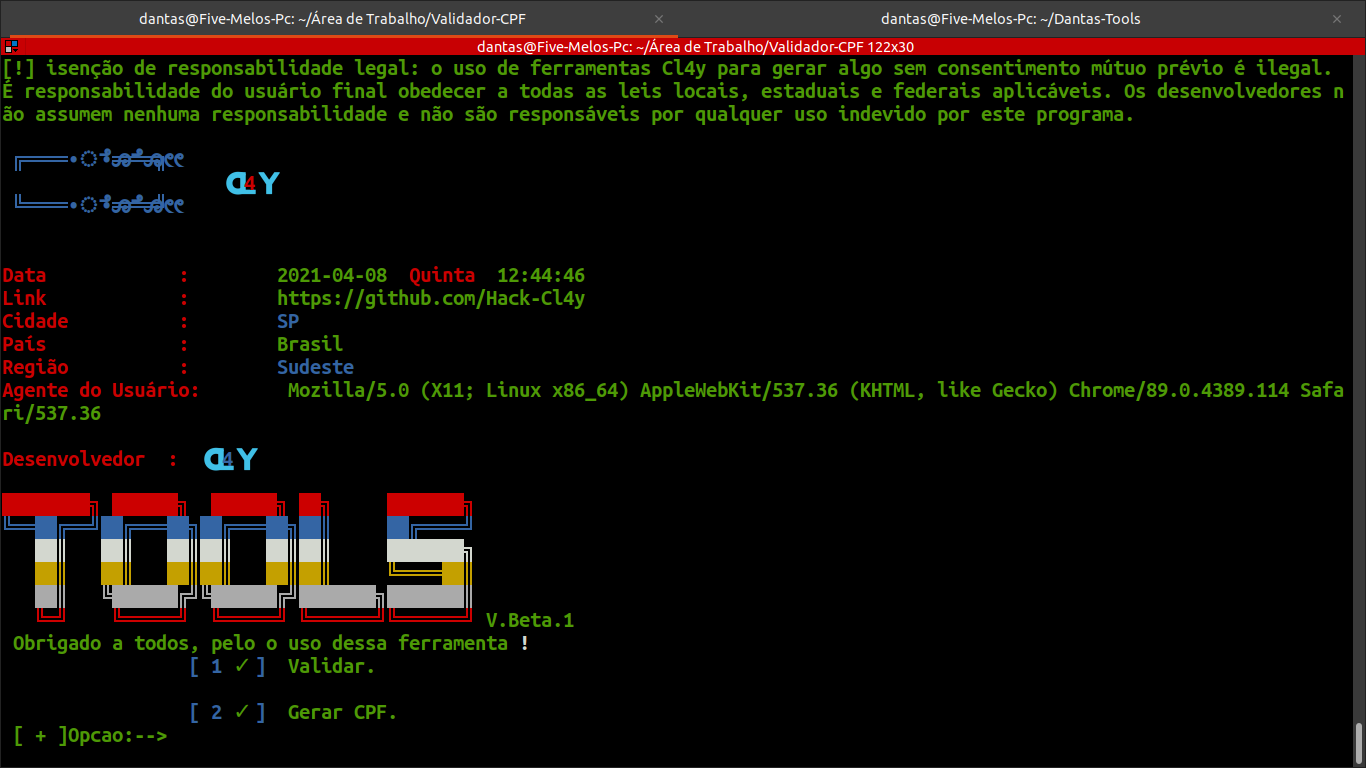 dantas@Five-Melos-Pc: ~/Área de Trabalho/Validador-CPF × dantas@Five-Melos-Pc: ~/Dantas-Tools ×
dantas@Five-Melos-Pc: ~/Área de Trabalho/Validador-CPF 122x30
[!] isenção de responsabilidade legal: o uso de ferramentas Cl4y para gerar algo sem consentimento mútuo prévio é ilegal.
É responsabilidade do usuário final obedecer a todas as leis locais, estaduais e federais aplicáveis. Os desenvolvedores n
ão assumem nenhuma responsabilidade e não são responsáveis por qualquer uso indevido por este programa.
CL4Y
Data : 2021-04-08 Quinta 12:44:46
Link : https://github.com/Hack-Cl4y
Cidade : SP
País : Brasil
Região : Sudeste
Agente do Usuário: Mozilla/5.0 (X11; Linux x86_64) AppleWebKit/537.36 (KHTML, like Gecko) Chrome/89.0.4389.114 Safa
ri/537.36
Desenvolvedor : CL4Y
TOOLS V.Beta.1
Obrigado a todos, pelo o uso dessa ferramenta !
[ 1 ✓ ] Validar.
[ 2 ✓ ] Gerar CPF.
[ + ]Opcao:-->